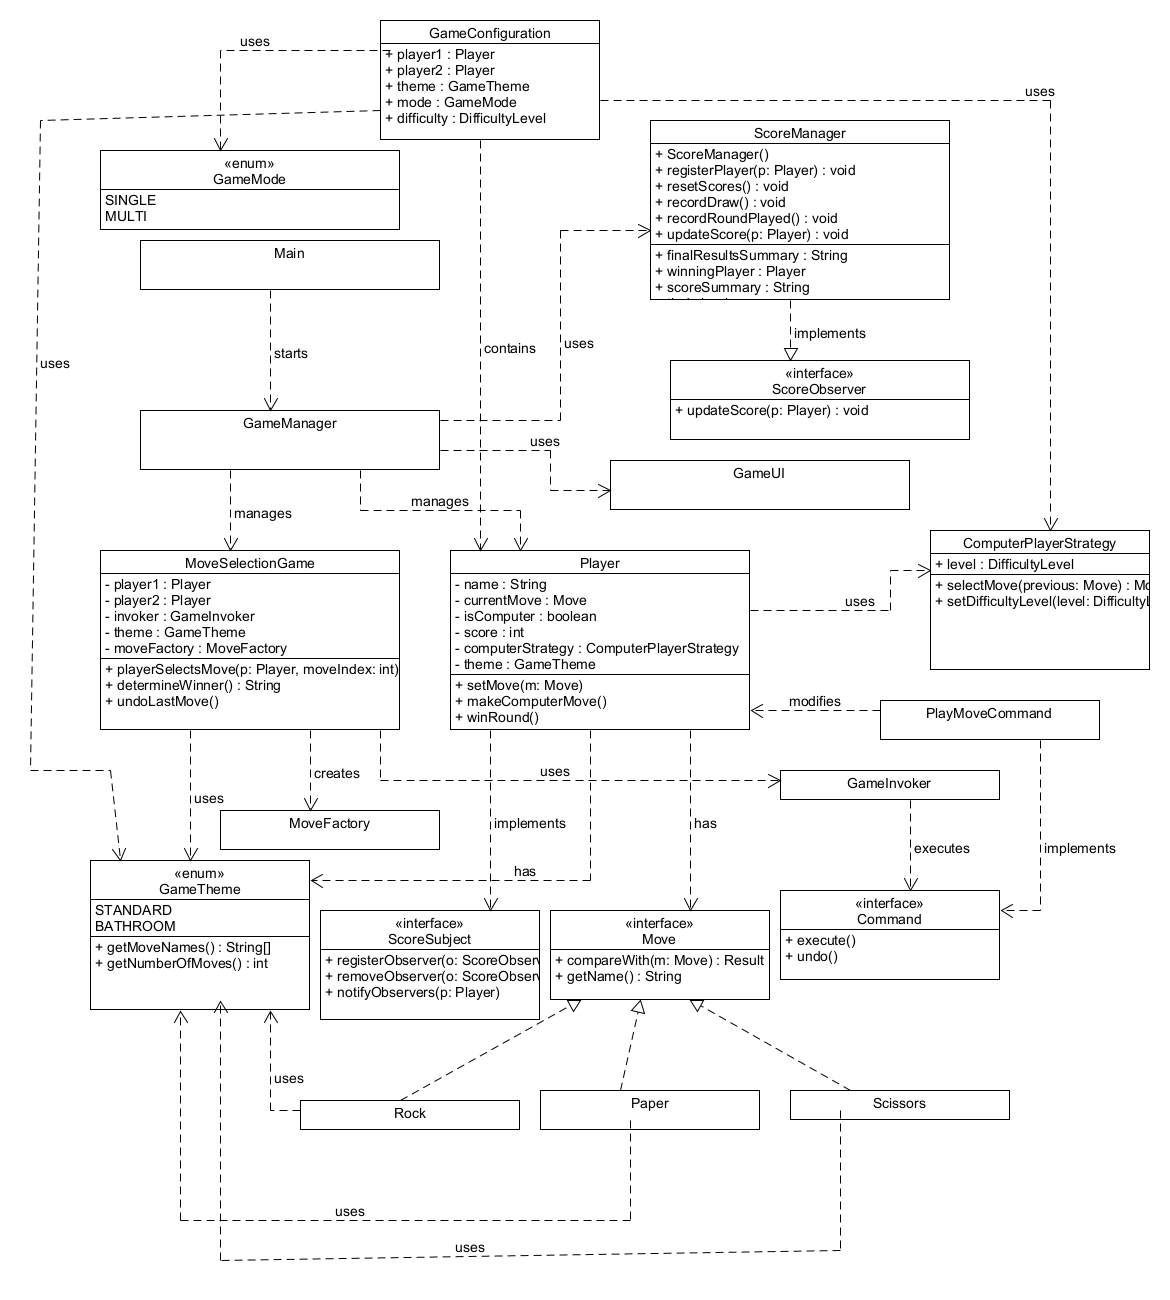 GameConfiguration
+ player1 : Player
+ player2 : Player
+ theme : GameTheme
+ mode : GameMode
+ difficulty : DifficultyLevel
uses
uses
«enum»
GameMode
SINGLE
MULTI
ScoreManager
+ ScoreManager()
+ registerPlayer(p: Player) : void
+ resetScores() : void
+ recordDraw() : void
+ recordRoundPlayed() : void
+ updateScore(p: Player) : void
+ finalResultsSummary : String
+ winningPlayer : Player
+ scoreSummary : String
Main
implements
starts
contains
uses
uses
«interface»
ScoreObserver
+ updateScore(p: Player) : void
GameManager
uses
GameUI
manages
manages
MoveSelectionGame
- player1 : Player
- player2 : Player
- invoker : GameInvoker
- theme : GameTheme
- moveFactory : MoveFactory
+ playerSelectsMove(p: Player, moveIndex: int)
+ determineWinner() : String
+ undoLastMove()
Player
- name : String
- currentMove : Move
- isComputer : boolean
- score : int
- computerStrategy : ComputerPlayerStrategy
- theme : GameTheme
+ setMove(m: Move)
+ makeComputerMove()
+ winRound()
uses
ComputerPlayerStrategy
+ level : DifficultyLevel
+ selectMove(previous: Move) : Mo
+ setDifficultyLevel(level: DifficultyL
modifies
PlayMoveCommand
creates
uses
GameInvoker
uses
MoveFactory
implements
has
executes
implements
has
«enum»
GameTheme
STANDARD
BATHROOM
+ getMoveNames() : String[]
+ getNumberOfMoves() : int
«interface»
ScoreSubject
+ registerObserver(o: ScoreObser
+ removeObserver(o: ScoreObser
+ notifyObservers(p: Player)
«interface»
Move
+ compareWith(m: Move) : Result
+ getName() : String
«interface»
Command
+ execute()
+ undo()
uses
Rock
Paper
Scissors
uses
uses